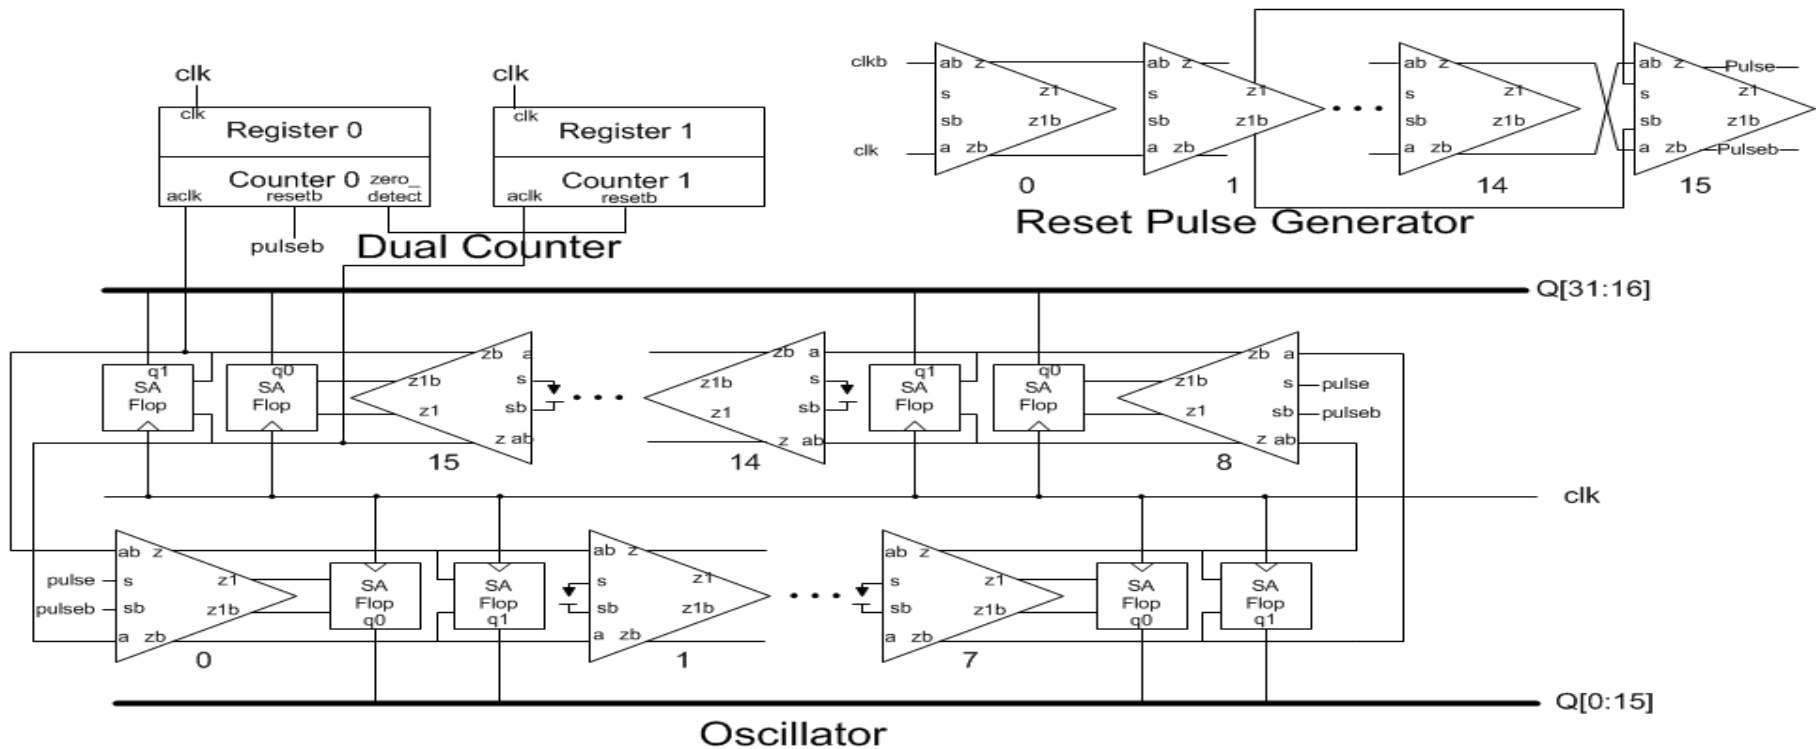 clk
clk
clk
Register 0
Counter 0
zero_
detect
aclk
resetb
pulseb
clk
Register 1
Counter 1
aclk
resetb
Dual Counter
clkb
clk
ab z
s
sb
a zb
z1
z1b
0
ab z
s
sb
a zb
z1
z1b
1
ab z
s
sb
a zb
z1
z1b
14
ab z
s
sb
a zb
z1
z1b
15
Pulse
Pulseb
Reset Pulse Generator
Q[31:16]
q1
SA
Flop
q0
SA
Flop
zb a
z1b
s
z1
sb
z ab
15
zb a
z1b
s
z1
sb
z ab
14
q1
SA
Flop
q0
SA
Flop
zb a
z1b
s
z1
sb
z ab
8
pulse
pulseb
clk
pulse
pulseb
ab z
s
sb
a zb
z1
z1b
0
SA
Flop
q0
SA
Flop
q1
ab z
s
sb
a zb
z1
z1b
1
ab z
s
sb
a zb
z1
z1b
7
SA
Flop
q0
SA
Flop
q1
Q[0:15]
Oscillator